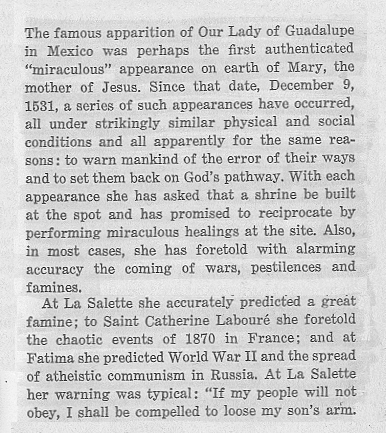 The famous apparition of Our Lady of Guadalupe
in Mexico was perhaps the first authenticated
“miraculous” appearance on earth of Mary, the
mother of Jesus. Since that date, December 9,
1531, a series of such appearances have occurred,
all under strikingly similar physical and social
conditions and all apparently for the same rea-
sons: to warn mankind of the error of their ways
and to set them back on God’s pathway. With each
appearance she has asked that a shrine be built
at the spot and has promised to reciprocate by
performing miraculous healings at the site. Also,
in most cases, she has foretold with alarming
accuracy the coming of wars, pestilences and
famines.
At La Salette she accurately predicted a great
famine; to Saint Catherine Labouré she foretold
the chaotic events of 1870 in France; and at
Fatima she predicted World War II and the spread
of atheistic communism in Russia. At La Salette
her warning was typical: “If my people will not
obey, I shall be compelled to loose my son’s arm.